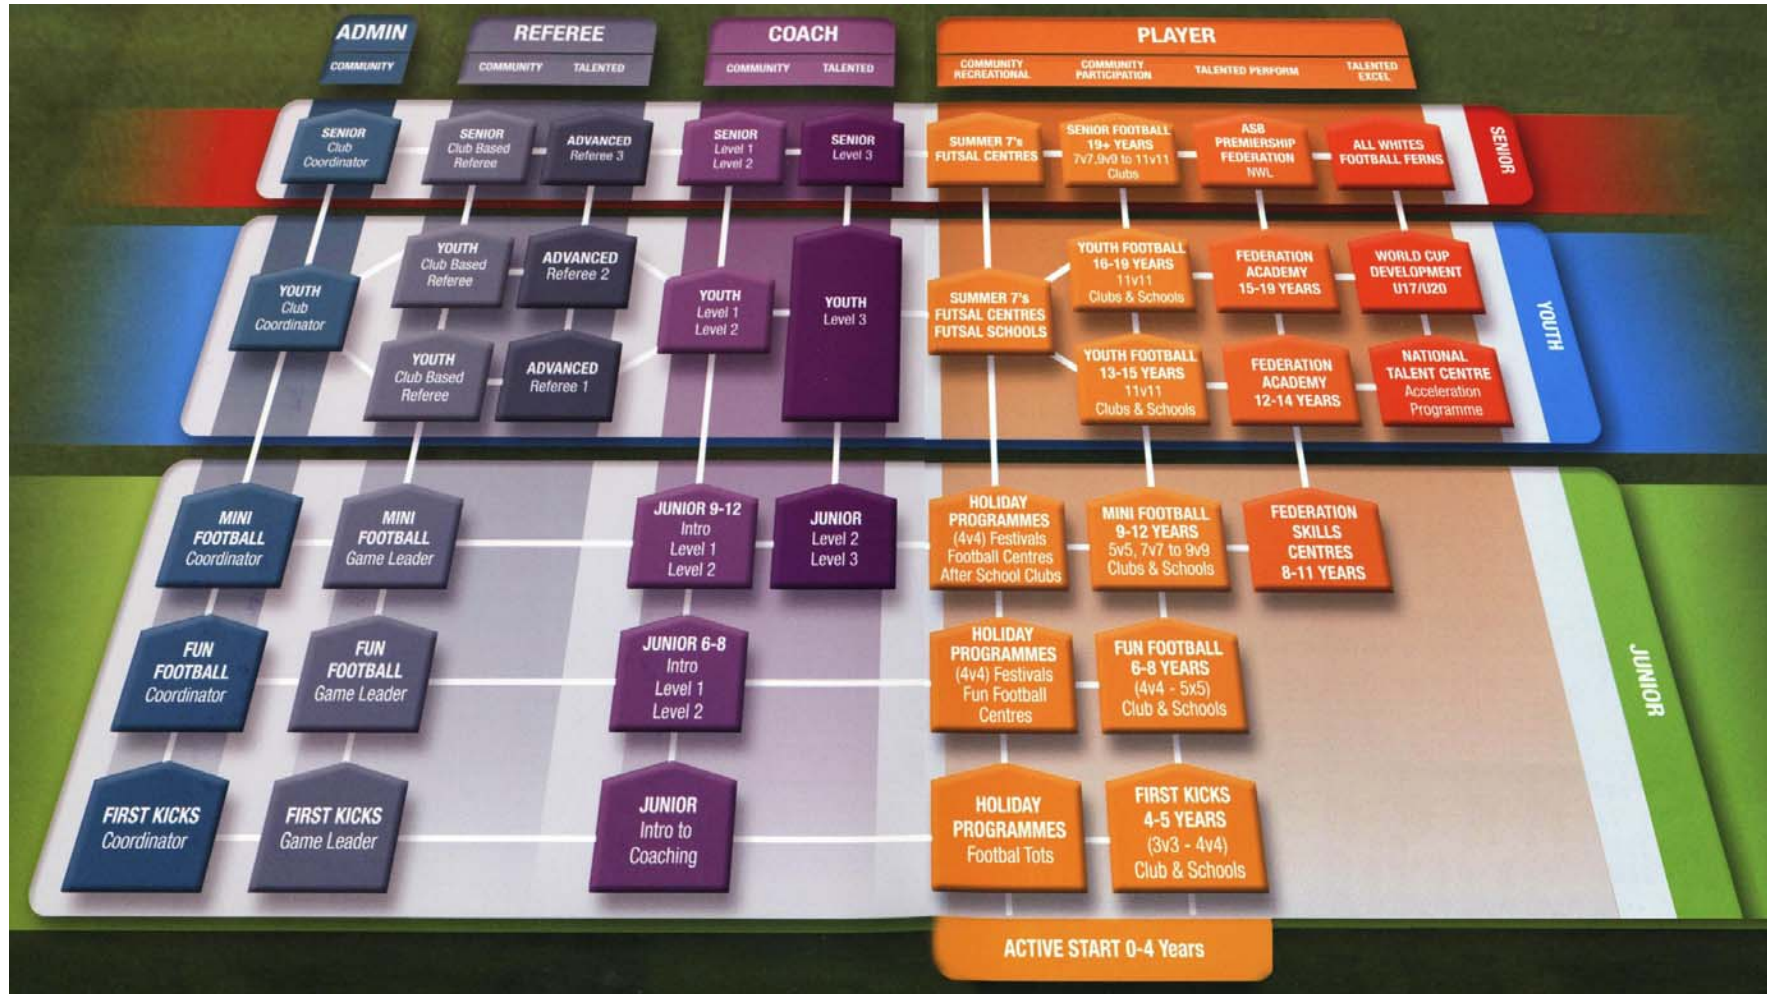 ADMIN
COMMUNITY
REFEREE
COMMUNITY
TALENTED
COACH
COMMUNITY
TALENTED
PLAYER
COMMUNITY
RECREATIONAL
COMMUNITY
PARTICIPATION
TALENTED PERFORM
TALENTED
EXCEL
SENIOR
Club
Coordinator
SENIOR
Club Based
Referee
ADVANCED
Referee 3
SENIOR
Level 1
Level 2
SENIOR
Level 3
SUMMER 7's
FUTSAL CENTRES
SENIOR FOOTBALL
19+ YEARS
7v7,9v9 to 11v11
Clubs
ASB
PREMIERSHIP
FEDERATION
NWL
ALL WHITES
FOOTBALL FERNS
SENIOR
YOUTH
Club
Coordinator
YOUTH
Club Based
Referee
ADVANCED
Referee 2
YOUTH
Club Based
Referee
ADVANCED
Referee 1
YOUTH
Level 1
Level 2
YOUTH
Level 3
SUMMER 7's
FUTSAL CENTRES
FUTSAL SCHOOLS
YOUTH FOOTBALL
16-19 YEARS
11v11
Clubs & Schools
FEDERATION
ACADEMY
15-19 YEARS
WORLD CUP
DEVELOPMENT
U17/U20
YOUTH FOOTBALL
13-15 YEARS
11v11
Clubs & Schools
FEDERATION
ACADEMY
12-14 YEARS
NATIONAL
TALENT CENTRE
Acceleration
Programme
YOUTH
MINI
FOOTBALL
Coordinator
MINI
FOOTBALL
Game Leader
JUNIOR 9-12
Intro
Level 1
Level 2
JUNIOR
Level 2
Level 3
HOLIDAY
PROGRAMMES
(4v4) Festivals
Football Centres
After School Clubs
MINI FOOTBALL
9-12 YEARS
5v5, 7v7 to 9v9
Clubs & Schools
FEDERATION
SKILLS
CENTRES
8-11 YEARS
FUN
FOOTBALL
Coordinator
FUN
FOOTBALL
Game Leader
JUNIOR 6-8
Intro
Level 1
Level 2
HOLIDAY
PROGRAMMES
(4v4) Festivals
Fun Football
Centres
FUN FOOTBALL
6-8 YEARS
(4v4 - 5x5)
Club & Schools
JUNIOR
FIRST KICKS
Coordinator
FIRST KICKS
Game Leader
JUNIOR
Intro to
Coaching
HOLIDAY
PROGRAMMES
Footbal Tots
FIRST KICKS
4-5 YEARS
(3v3 - 4v4)
Club & Schools
ACTIVE START 0-4 Years